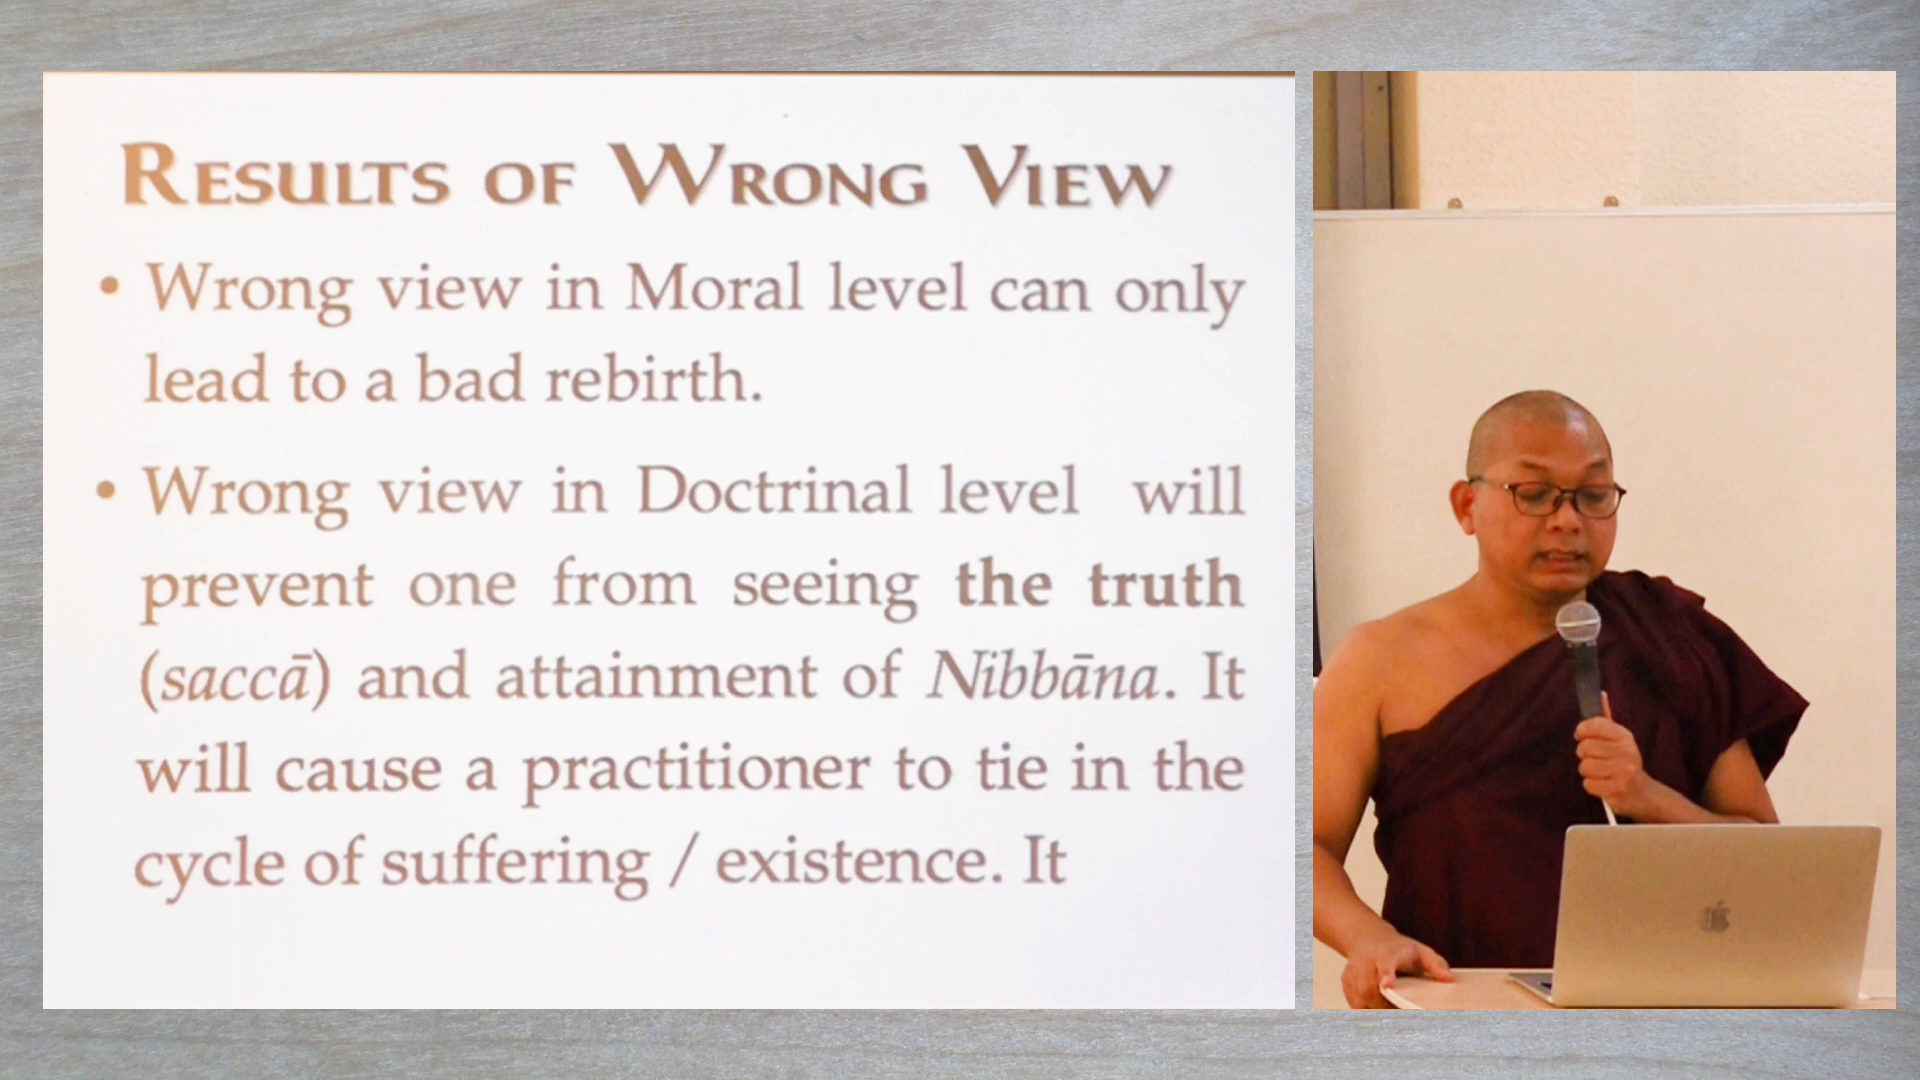 RESULTS OF WRONG VIEW
• Wrong view in Moral level can only
lead to a bad rebirth.
• Wrong view in Doctrinal level will
prevent one from seeing the truth
(saccā) and attainment of Nibbāna. It
will cause a practitioner to tie in the
cycle of suffering / existence. It